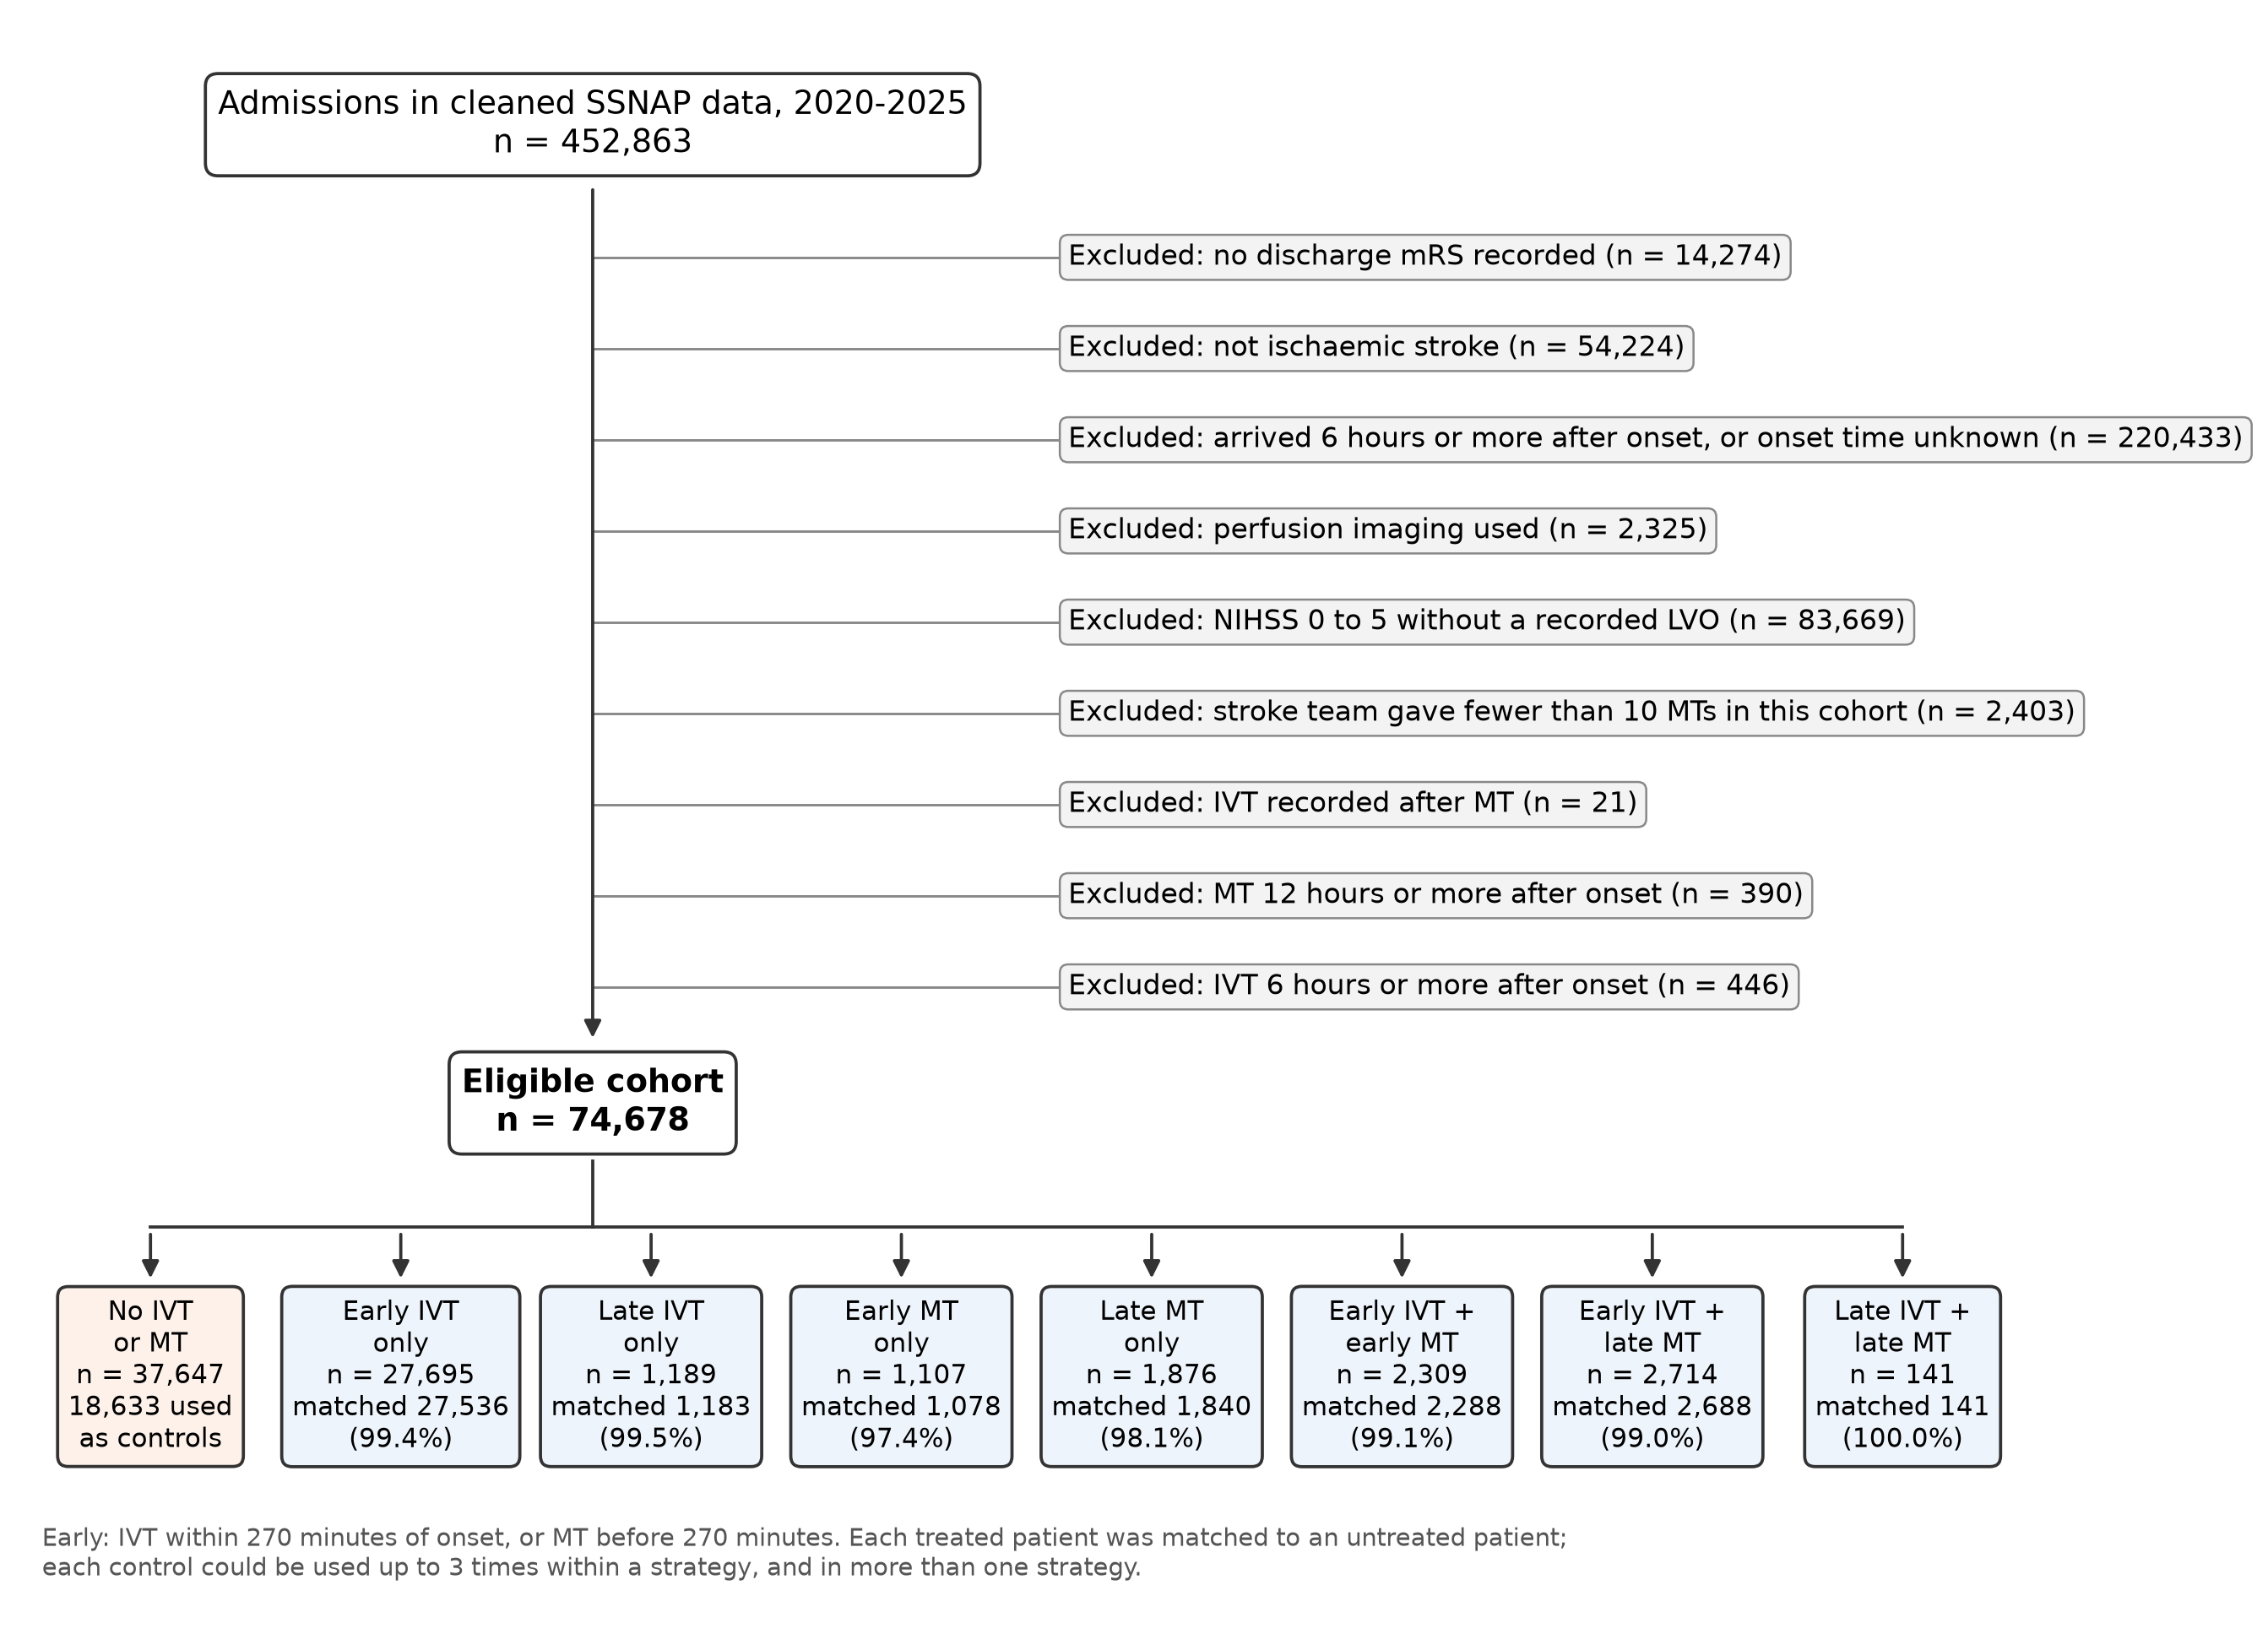 Admissions in cleaned SSNAP data, 2020-2025
n = 452,863
Excluded: no discharge mRS recorded (n = 14,274)
Excluded: not ischaemic stroke (n = 54,224)
Excluded: arrived 6 hours or more after onset, or onset time unknown (n = 220,433)
Excluded: perfusion imaging used (n = 2,325)
Excluded: NIHSS 0 to 5 without a recorded LVO (n = 83,669)
Excluded: stroke team gave fewer than 10 MTs in this cohort (n = 2,403)
Excluded: IVT recorded after MT (n = 21)
Excluded: MT 12 hours or more after onset (n = 390)
Excluded: IVT 6 hours or more after onset (n = 446)
Eligible cohort
n = 74,678
No IVT
or MT
n = 37,647
18,633 used
as controls
Early IVT
only
n = 27,695
matched 27,536
(99.4%)
Late IVT
only
n = 1,189
matched 1,183
(99.5%)
Early MT
only
n = 1,107
matched 1,078
(97.4%)
Late MT
only
n = 1,876
matched 1,840
(98.1%)
Early IVT +
early MT
n = 2,309
matched 2,288
(99.1%)
Early IVT +
late MT
n = 2,714
matched 2,688
(99.0%)
Late IVT +
late MT
n = 141
matched 141
(100.0%)
Early: IVT within 270 minutes of onset, or MT before 270 minutes. Each treated patient was matched to an untreated patient;
each control could be used up to 3 times within a strategy, and in more than one strategy.